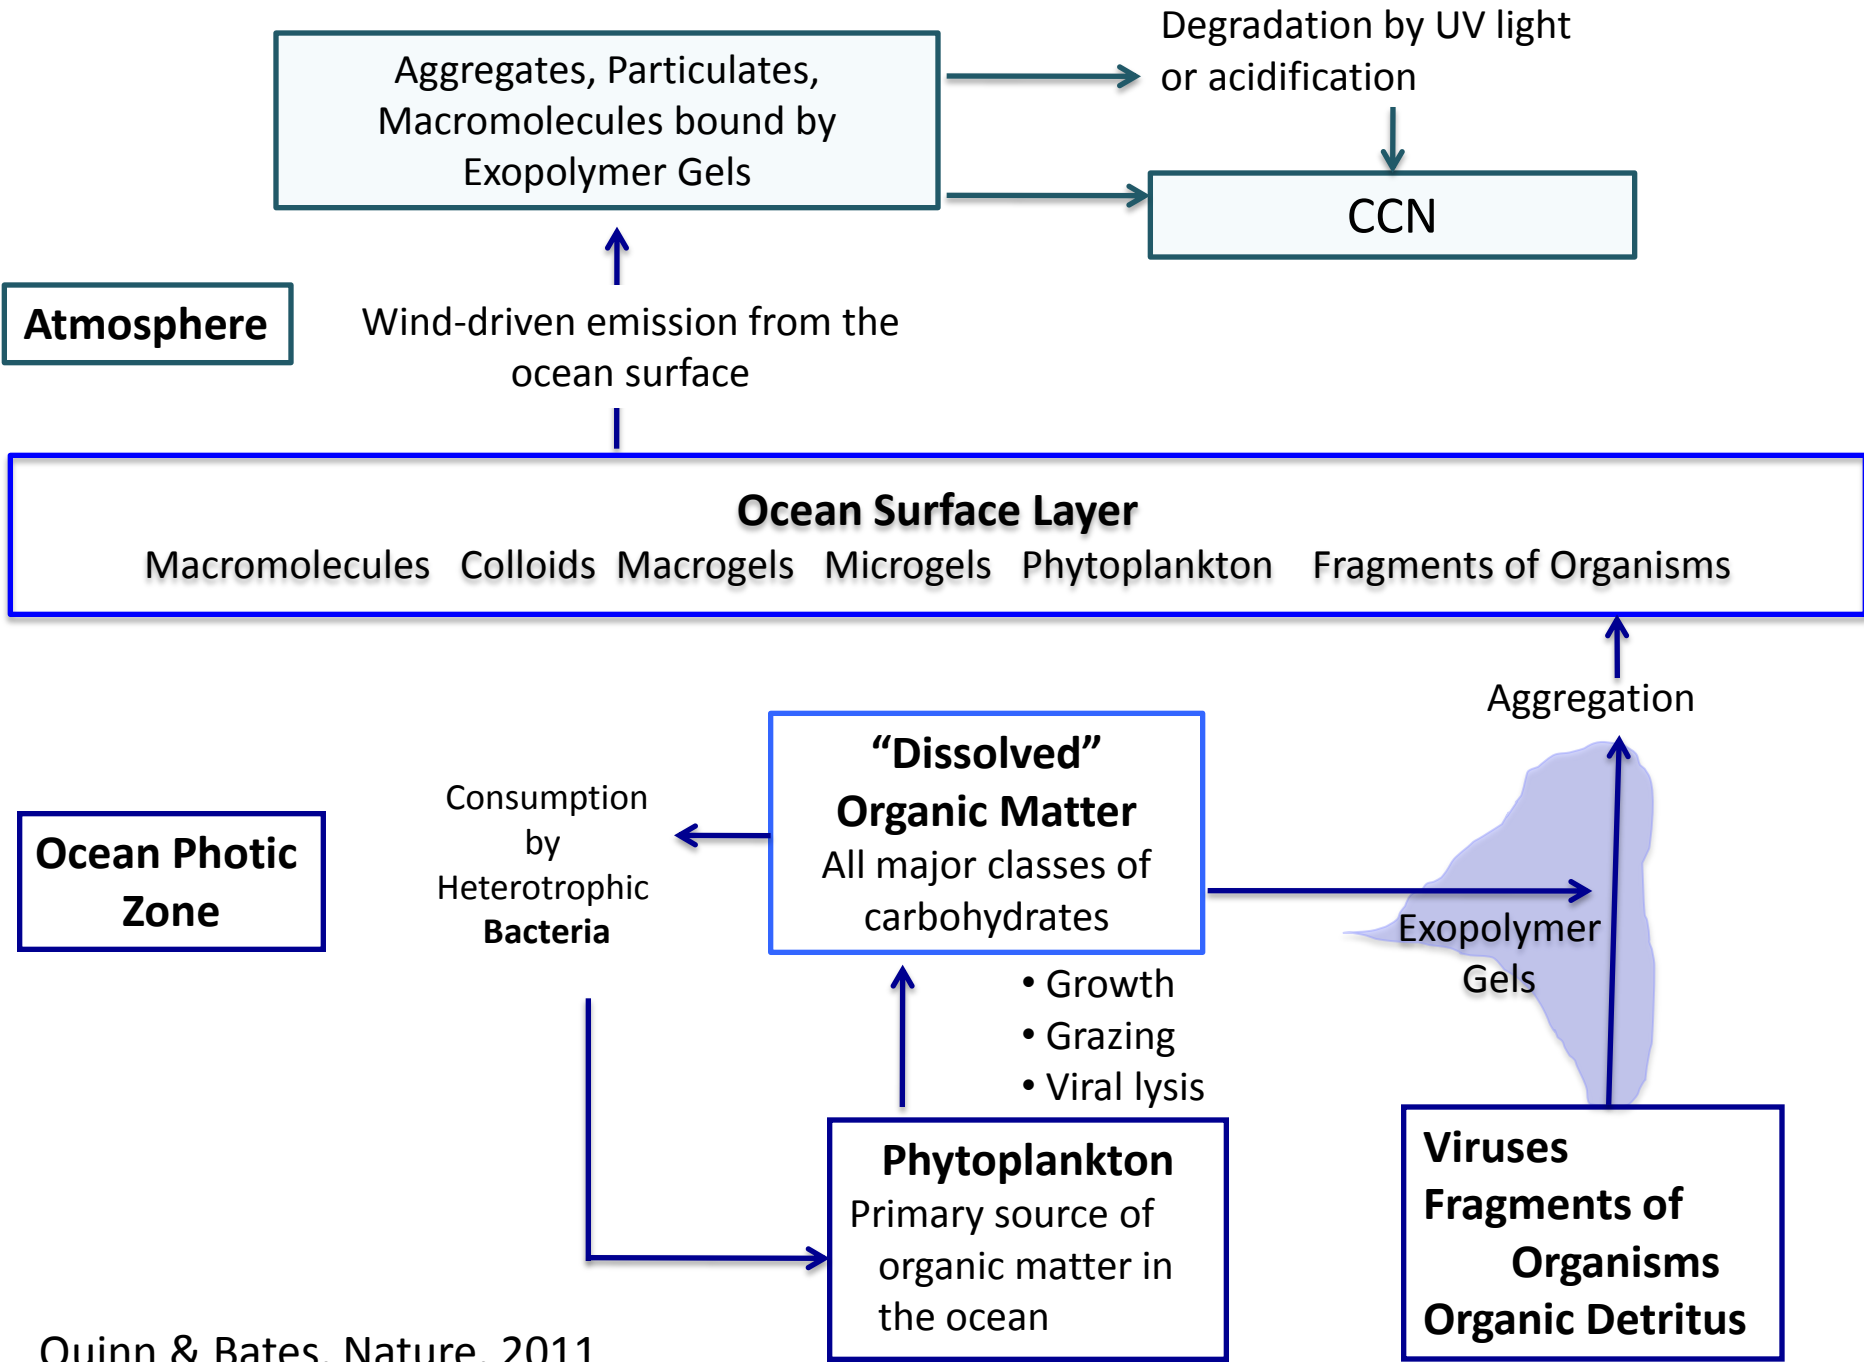 Degradation by UV light
or acidification
Aggregates, Particulates,
Macromolecules bound by
Exopolymer Gels
CCN
Atmosphere
Wind-driven emission from the
ocean surface
Ocean Surface Layer
Macromolecules Colloids Macrogels Microgels Phytoplankton Fragments of Organisms
Aggregation
"Dissolved"
Organic Matter
All major classes of
carbohydrates
Consumption
by
Heterotrophic
Bacteria
Ocean Photic
Zone
Exopolymer
Gels
• Growth
• Grazing
• Viral lysis
Phytoplankton
Primary source of
organic matter in
the ocean
Viruses
Fragments of
Organisms
Organic Detritus
Quinn & Bates, Nature, 2011